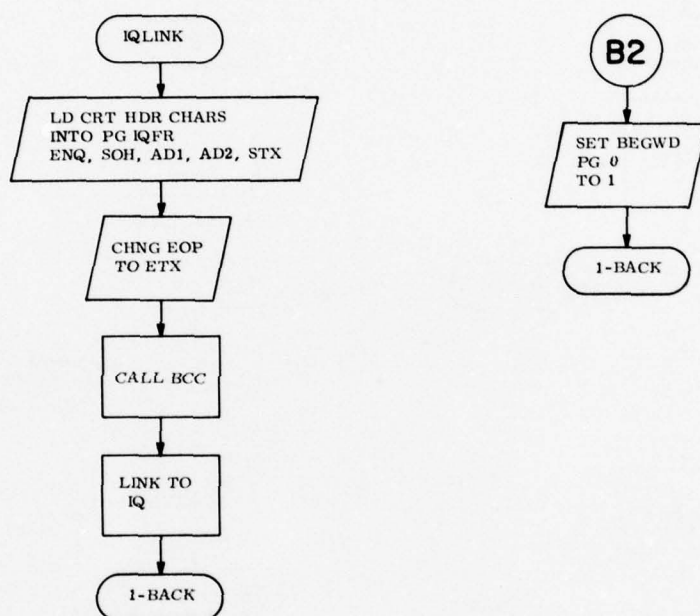 IQLINK
LD CRT HDR CHARS
INTO PG IQFR
ENQ, SOH, AD1, AD2, STX
CHNG EOP
TO ETX
CALL BCC
LINK TO
IQ
1-BACK
B2
SET BEGWD
PG 0
TO 1
1-BACK